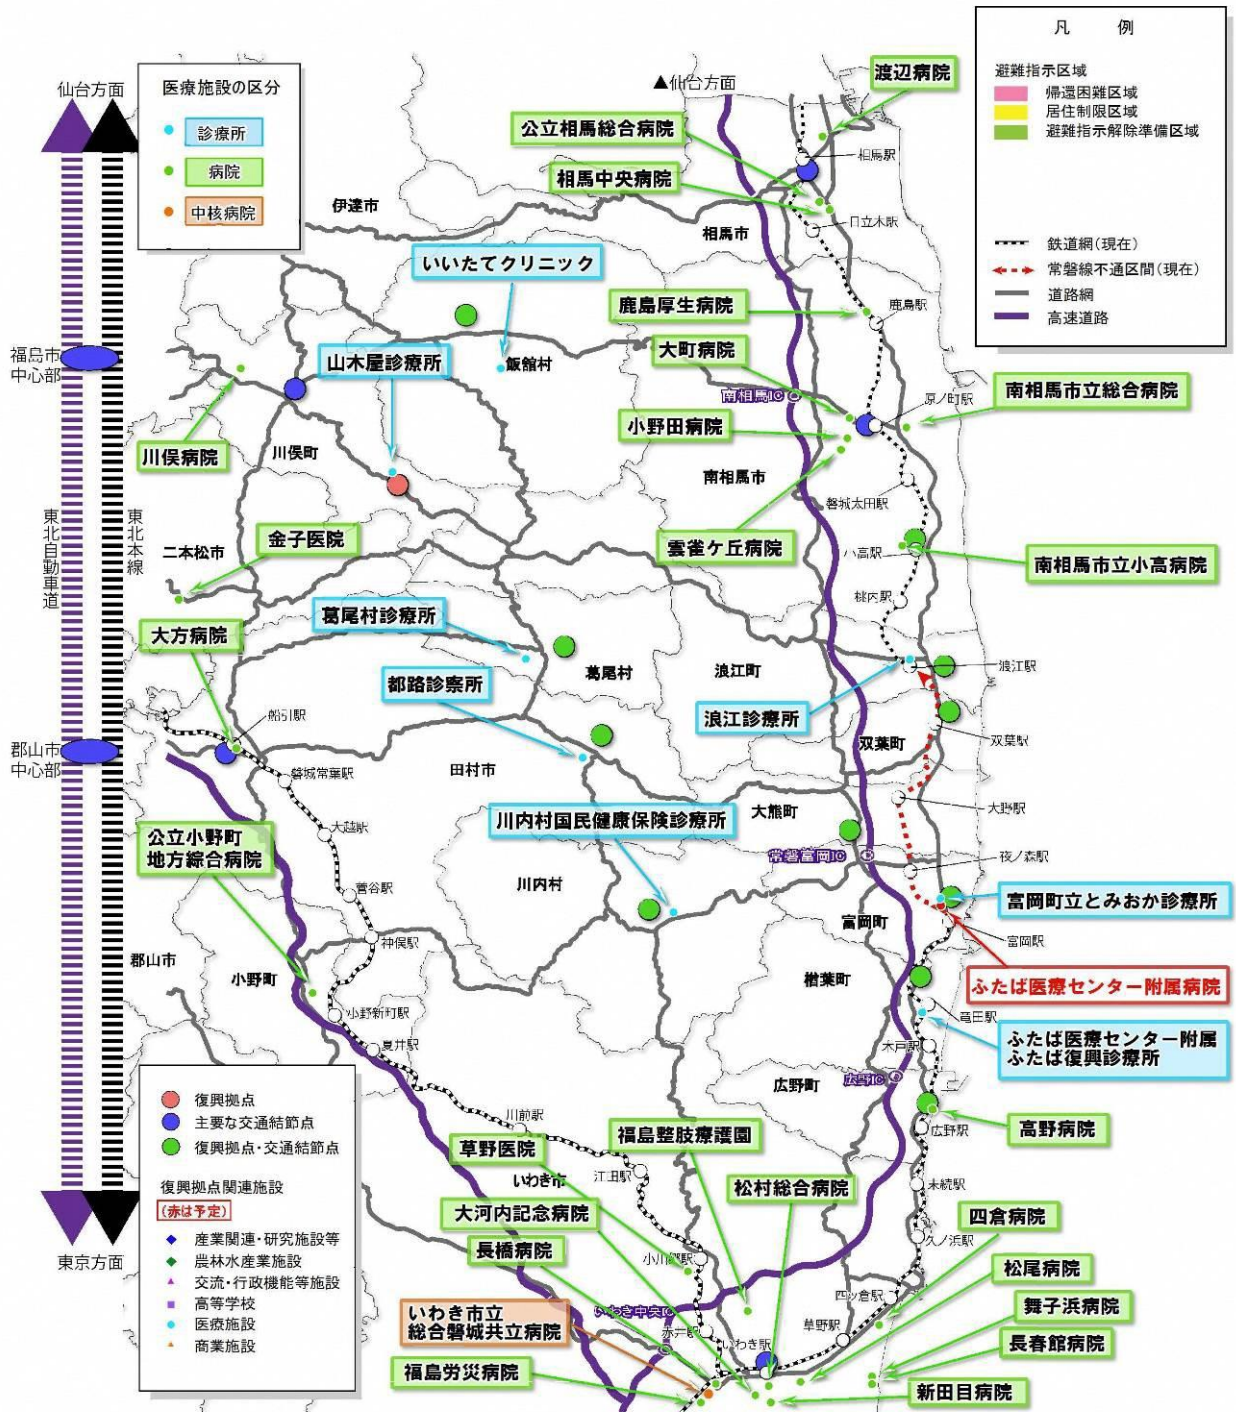 凡 例
避難指示区域
帰還困難区域
居住制限区域
避難指示解除準備区域
鉄道網(現在)
常磐線不通区間(現在)
道路網
高速道路
仙台方面
医療施設の区分
診療所
病院
中核病院
▲仙台方面
渡辺病院
公立相馬総合病院
相馬駅
相馬中央病院
伊達市
相馬市
日立木駅
いいたてクリニック
鹿島厚生病院
鹿島駅
福島市
中心部
山木屋診療所
飯舘村
大町病院
南相馬IC
原ノ町駅
南相馬市立総合病院
小野田病院
川俣病院
川俣町
南相馬市
磐城太田駅
東北自動車道
東北本線
二本松市
金子医院
雲雀ケ丘病院
小高駅
南相馬市立小高病院
桃内駅
葛尾村診療所
大方病院
葛尾村
浪江町
浪江駅
都路診察所
浪江診療所
船引駅
双葉町
双葉駅
郡山市
中心部
磐城常葉駅
田村市
大熊町
大野駅
大越駅
川内村国民健康保険診療所
公立小野町
地方綜合病院
常磐富岡IC
夜ノ森駅
菅谷駅
川内村
富岡町立とみおか診療所
富岡町
富岡駅
神俣駅
郡山市
小野町
楢葉町
ふたば医療センター附属病院
小野新町駅
竜田駅
ふたば医療センター附属
ふたば復興診療所
夏井駅
木戸駅
広野町
広野IC
復興拠点
主要な交通結節点
復興拠点・交通結節点
川前駅
福島整肢療護園
広野駅
高野病院
草野医院
いわき市
江田駅
末続駅
復興拠点関連施設
(赤は予定)
松村総合病院
大河内記念病院
四倉病院
産業関連・研究施設等
農林水産業施設
交流・行政機能等施設
高等学校
医療施設
商業施設
東京方面
長橋病院
小川郷駅
久ノ浜駅
松尾病院
四ッ倉駅
舞子浜病院
いわき市立
総合磐城共立病院
いわき中央IC
赤井駅
いわき駅
草野駅
長春館病院
福島労災病院
新田目病院